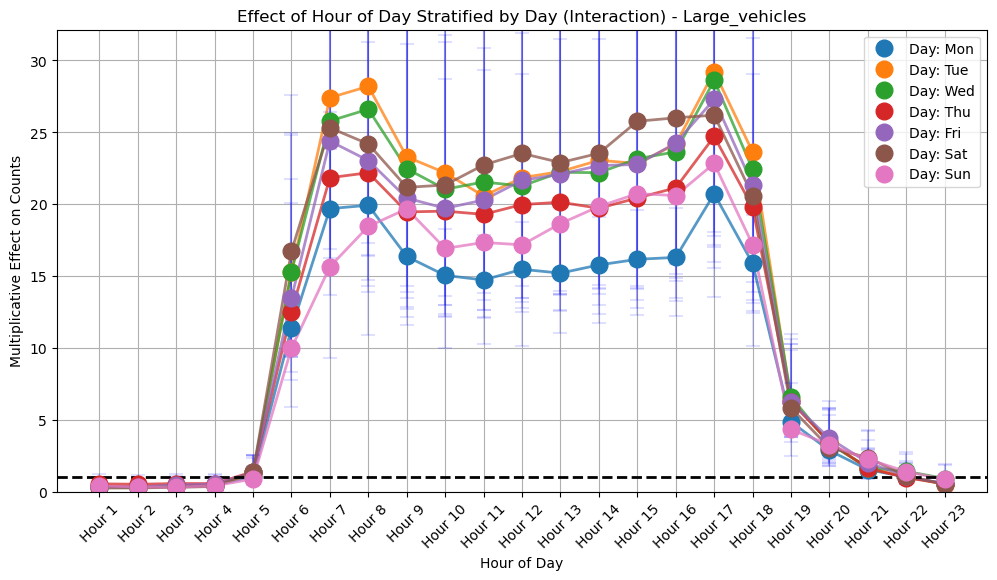 Effect of Hour of Day Stratified by Day (Interaction) - Large_vehicles
Multiplicative Effect on Counts
30
25
20
15
10
5
0
Day: Mon
Day: Tue
Day: Wed
Day: Thu
Day: Fri
Day: Sat
Day: Sun
Hour 1
Hour 2
Hour 3
Hour 4
Hour 5
Hour 6
Hour 7
Hour 8
Hour 9
Hour 10
Hour 11
Hour 12
Hour 13
Hour 14
Hour 15
Hour 16
Hour 17
Hour 18
Hour 19
Hour 20
Hour 21
Hour 22
Hour 23
Hour of Day